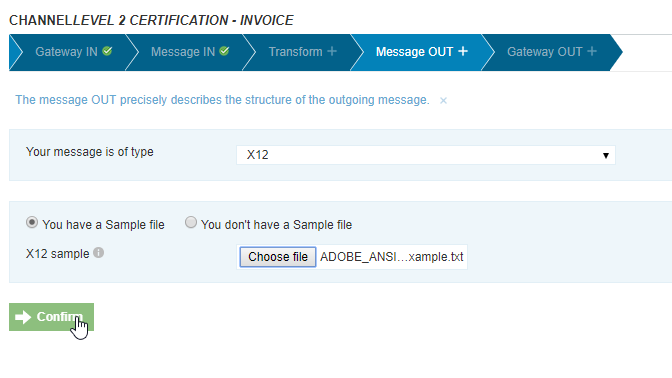 CHANNELLEVEL 2 CERTIFICATION - INVOICE
Gateway IN Message IN Transform + Message OUT + Gateway OUT +
The message OUT precisely describes the structure of the outgoing message. ×
Your message is of type X12
You have a Sample file You don't have a Sample file
X12 sample Choose file ADOBE_ANSI...xample.txt
Confirm